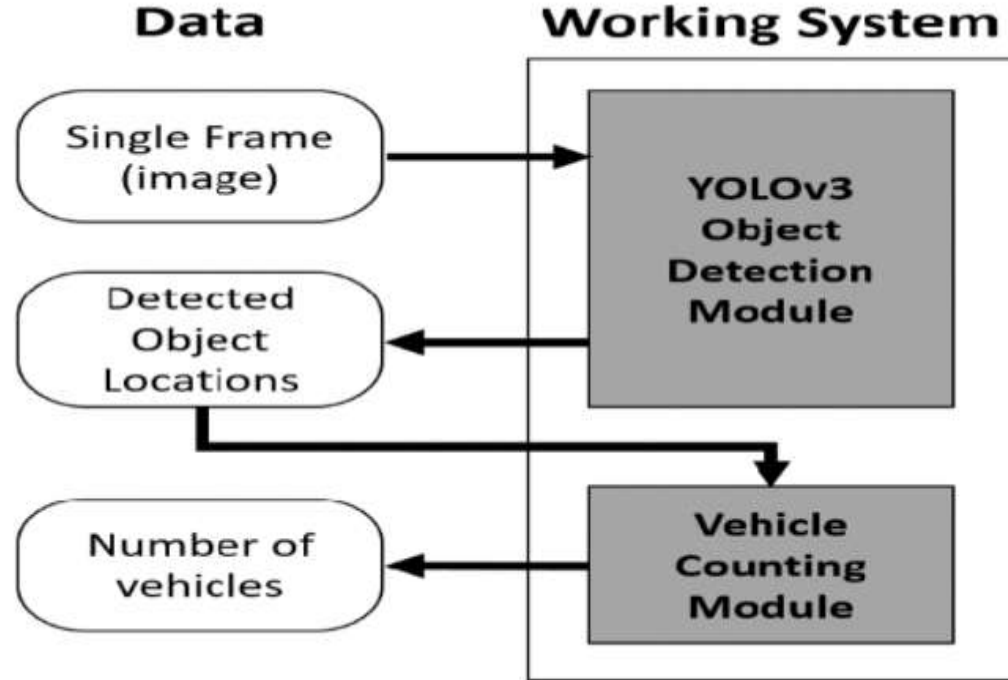 Data
Working System
Single Frame
(image)
YOLOv3
Object
Detection
Module
Detected
Object
Locations
Vehicle
Counting
Module
Number of
vehicles